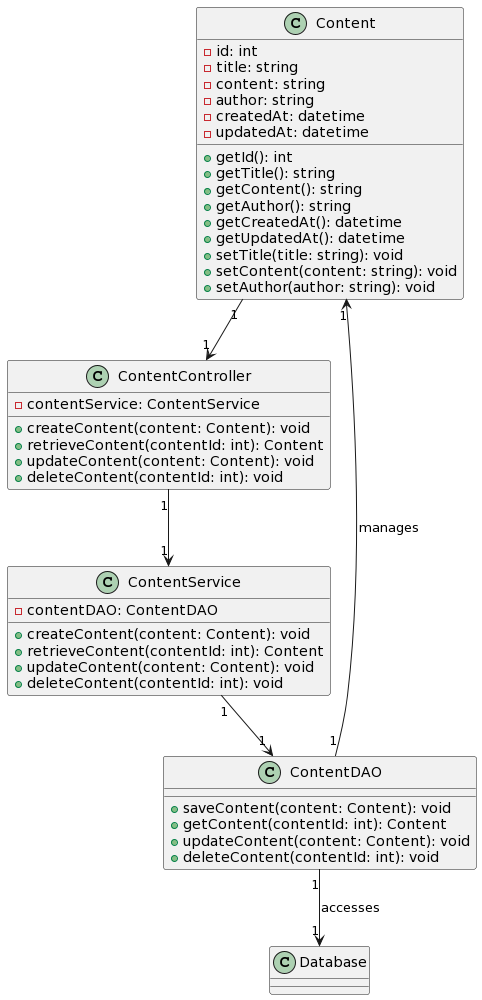 C Content
id: int
title: string
content: string
author: string
createdAt: datetime
updatedAt: datetime
getId(): int
getTitle(): string
getContent(): string
getAuthor(): string
getCreatedAt(): datetime
getUpdatedAt(): datetime
setTitle(title: string): void
setContent(content: string): void
setAuthor(author: string): void
1
1
1
C ContentController
contentService: ContentService
createContent(content: Content): void
retrieveContent(contentId: int): Content
updateContent(content: Content): void
deleteContent(contentId: int): void
1
manages
1
C ContentService
contentDAO: ContentDAO
createContent(content: Content): void
retrieveContent(contentId: int): Content
updateContent(content: Content): void
deleteContent(contentId: int): void
1
1
1
C ContentDAO
saveContent(content: Content): void
getContent(contentId: int): Content
updateContent(content: Content): void
deleteContent(contentId: int): void
1
accesses
1
C Database